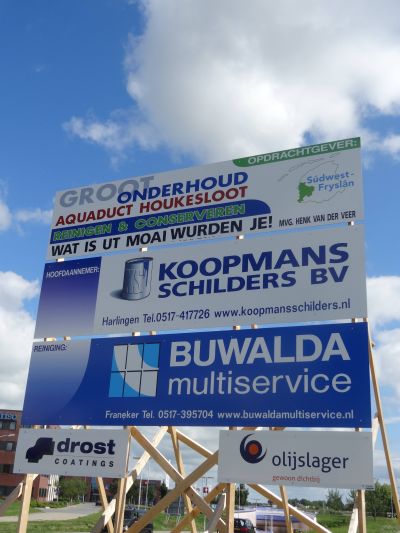 OPDRACHTGEVER:
GROOT ONDERHOUD
AQUADUCT HOUKESLOOT
REINIGEN & CONSERVEREN
WAT IS UT MOAI WURDEN JE! MVG. HENK VAN DER VEER
Súdwest-
Fryslân
HOOFDAANNEMER:
KOOPMANS
SCHILDERS BV
Harlingen Tel.0517-417726 www.koopmansschilders.nl
REINIGING:
BUWALDA
multiservice
Franeker Tel. 0517-395704 www.buwaldamultiservice.nl
drost
COATINGS
olijslager
gewoon dichtbij